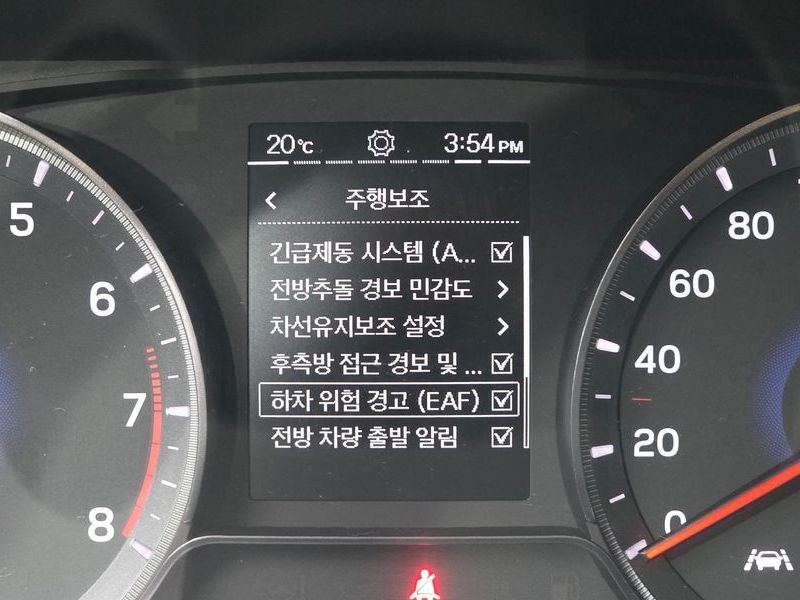 20℃ 3:54 PM
주행보조
긴급제동 시스템 (A...
전방추돌 경보 민감도
차선유지보조 설정
후측방 접근 경보 및 ...
하차 위험 경고 (EAF)
전방 차량 출발 알림
5
6
7
8
80
60
40
20
0